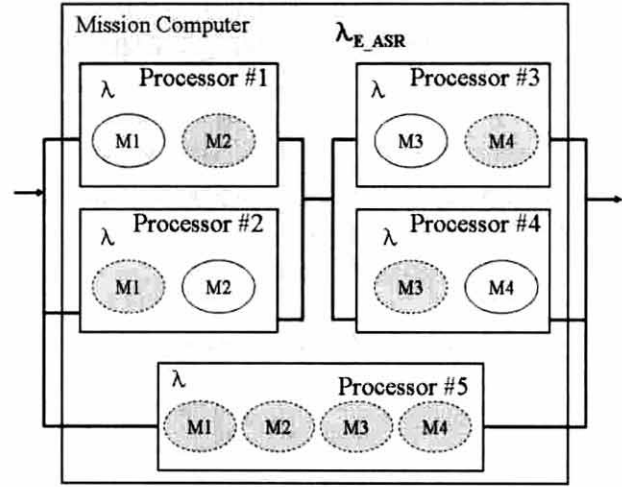 Mission Computer
λE_ASR
λ Processor #1
M1 M2
λ Processor #3
M3 M4
λ Processor #2
M1 M2
λ Processor #4
M3 M4
λ Processor #5
M1 M2 M3 M4